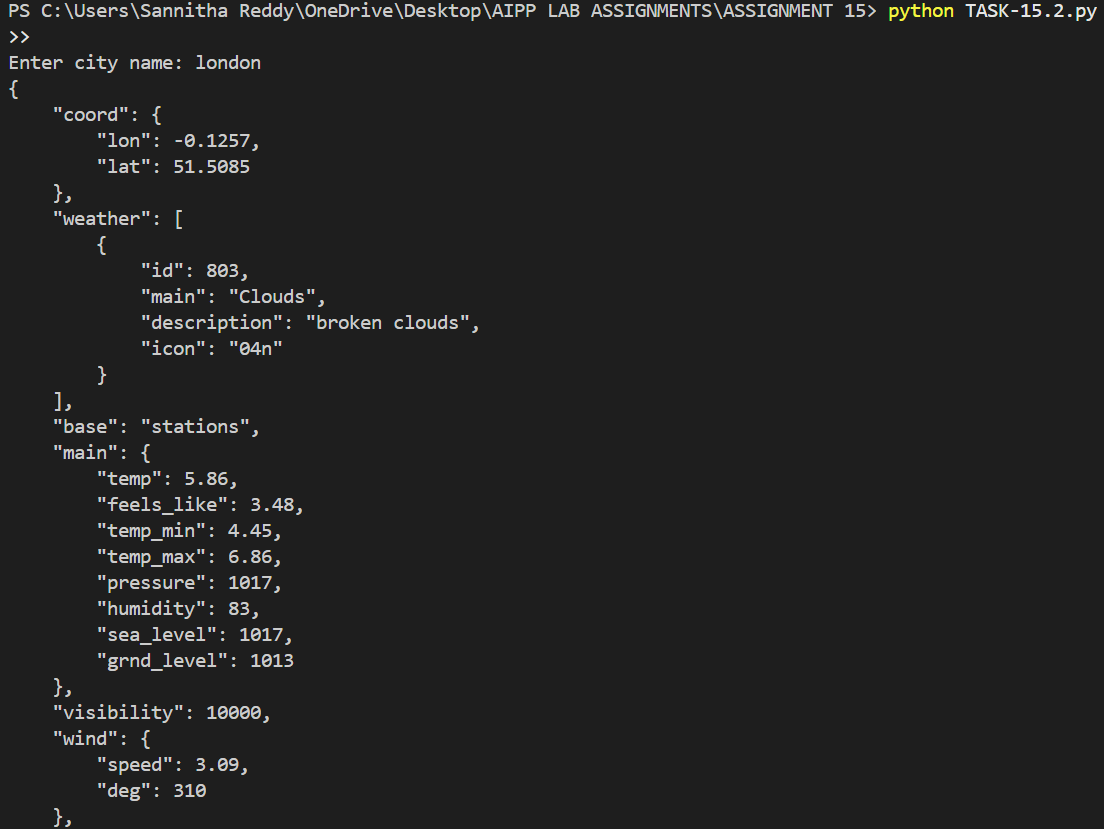 PS C:\Users\Sannitha Reddy\OneDrive\Desktop\AIPP LAB ASSIGNMENTS\ASSIGNMENT 15> python TASK-15.2.py
>>
Enter city name: london
{
    "coord": {
        "lon": -0.1257,
        "lat": 51.5085
    },
    "weather": [
        {
            "id": 803,
            "main": "Clouds",
            "description": "broken clouds",
            "icon": "04n"
        }
    ],
    "base": "stations",
    "main": {
        "temp": 5.86,
        "feels_like": 3.48,
        "temp_min": 4.45,
        "temp_max": 6.86,
        "pressure": 1017,
        "humidity": 83,
        "sea_level": 1017,
        "grnd_level": 1013
    },
    "visibility": 10000,
    "wind": {
        "speed": 3.09,
        "deg": 310
    },